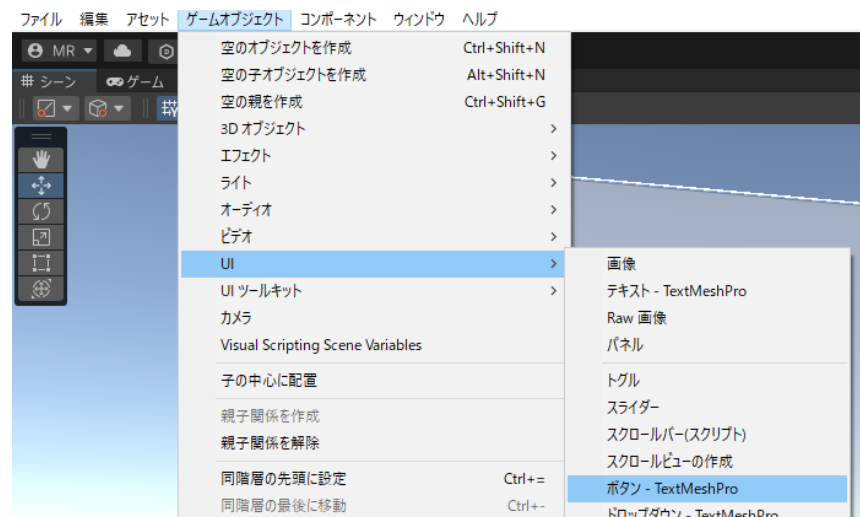 ファイル 編集 アセット ゲームオブジェクト コンポーネント ウィンドウ ヘルプ
MR
シーン ゲーム
空のオブジェクトを作成 Ctrl+Shift+N
空の子オブジェクトを作成 Alt+Shift+N
空の親を作成 Ctrl+Shift+G
3D オブジェクト
エフェクト
ライト
オーディオ
ビデオ
UI
UI ツールキット
カメラ
Visual Scripting Scene Variables
子の中心に配置
親子関係を作成
親子関係を解除
同階層の先頭に設定 Ctrl+=
同階層の最後に移動 Ctrl+-
画像
テキスト - TextMeshPro
Raw 画像
パネル
トグル
スライダー
スクロールバー(スクリプト)
スクロールビューの作成
ボタン - TextMeshPro
ドロップダウン - TextMeshPro